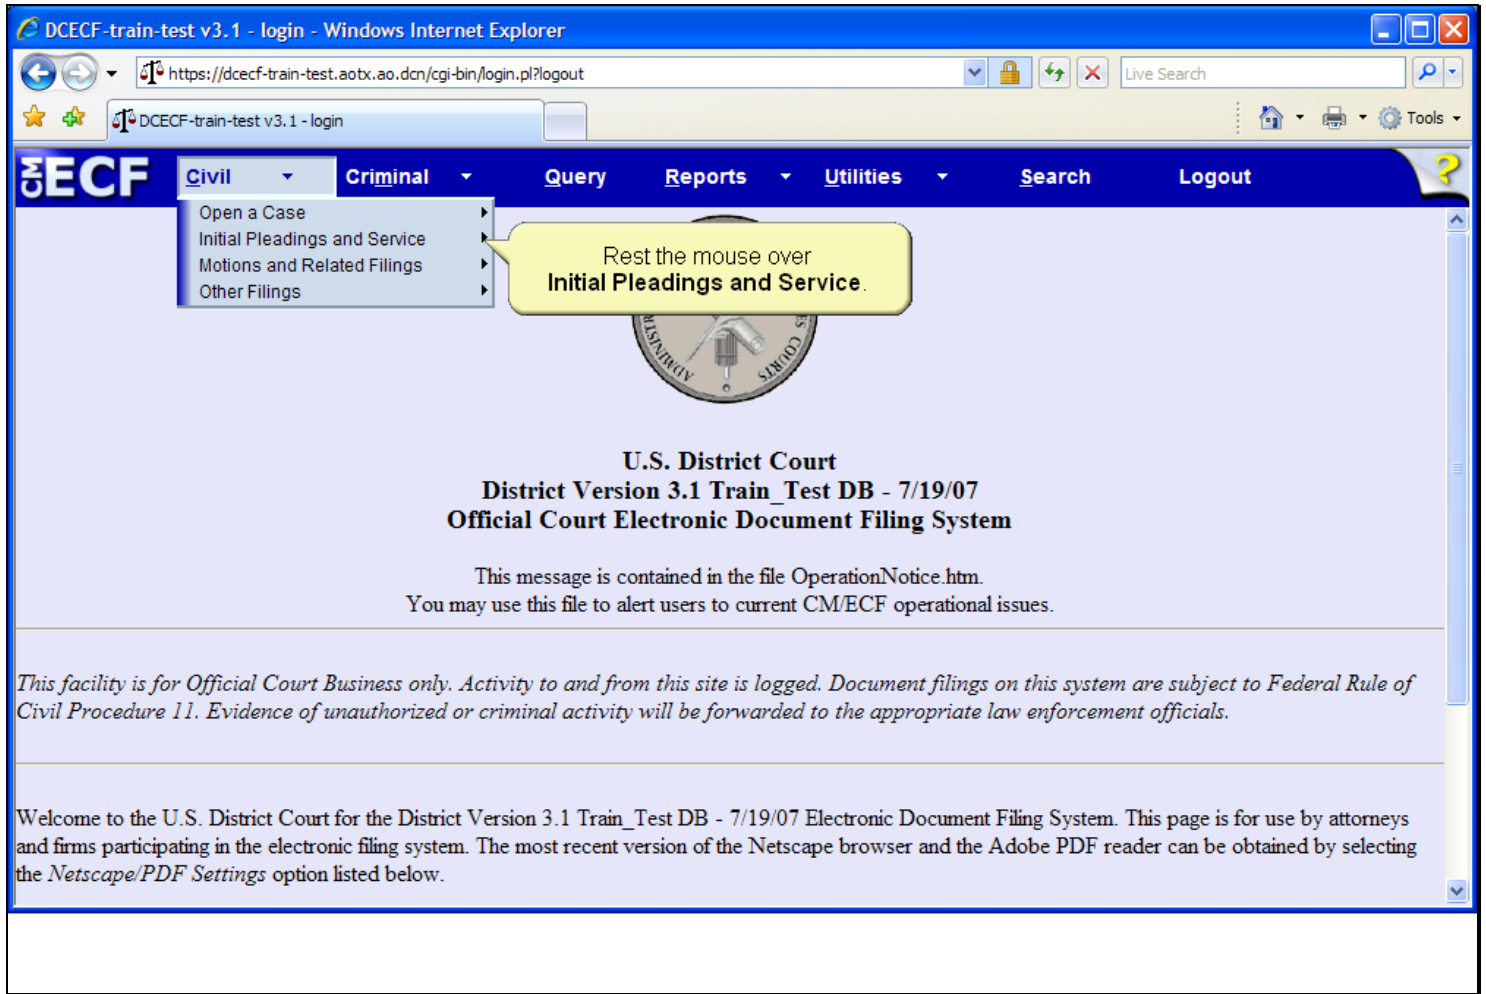 DCECF-train-test v3.1 - login - Windows Internet Explorer
https://dcecf-train-test.aotx.ao.dcn/cgi-bin/login.pl?logout
Live Search
DCECF-train-test v3.1 - login
Tools
CM ECF
Civil Criminal Query Reports Utilities Search Logout ?
Open a Case
Initial Pleadings and Service
Motions and Related Filings
Other Filings
Rest the mouse over
Initial Pleadings and Service.
U.S. District Court
District Version 3.1 Train_Test DB - 7/19/07
Official Court Electronic Document Filing System
This message is contained in the file OperationNotice.htm.
You may use this file to alert users to current CM/ECF operational issues.
This facility is for Official Court Business only. Activity to and from this site is logged. Document filings on this system are subject to Federal Rule of
Civil Procedure 11. Evidence of unauthorized or criminal activity will be forwarded to the appropriate law enforcement officials.
Welcome to the U.S. District Court for the District Version 3.1 Train_Test DB - 7/19/07 Electronic Document Filing System. This page is for use by attorneys
and firms participating in the electronic filing system. The most recent version of the Netscape browser and the Adobe PDF reader can be obtained by selecting
the Netscape/PDF Settings option listed below.